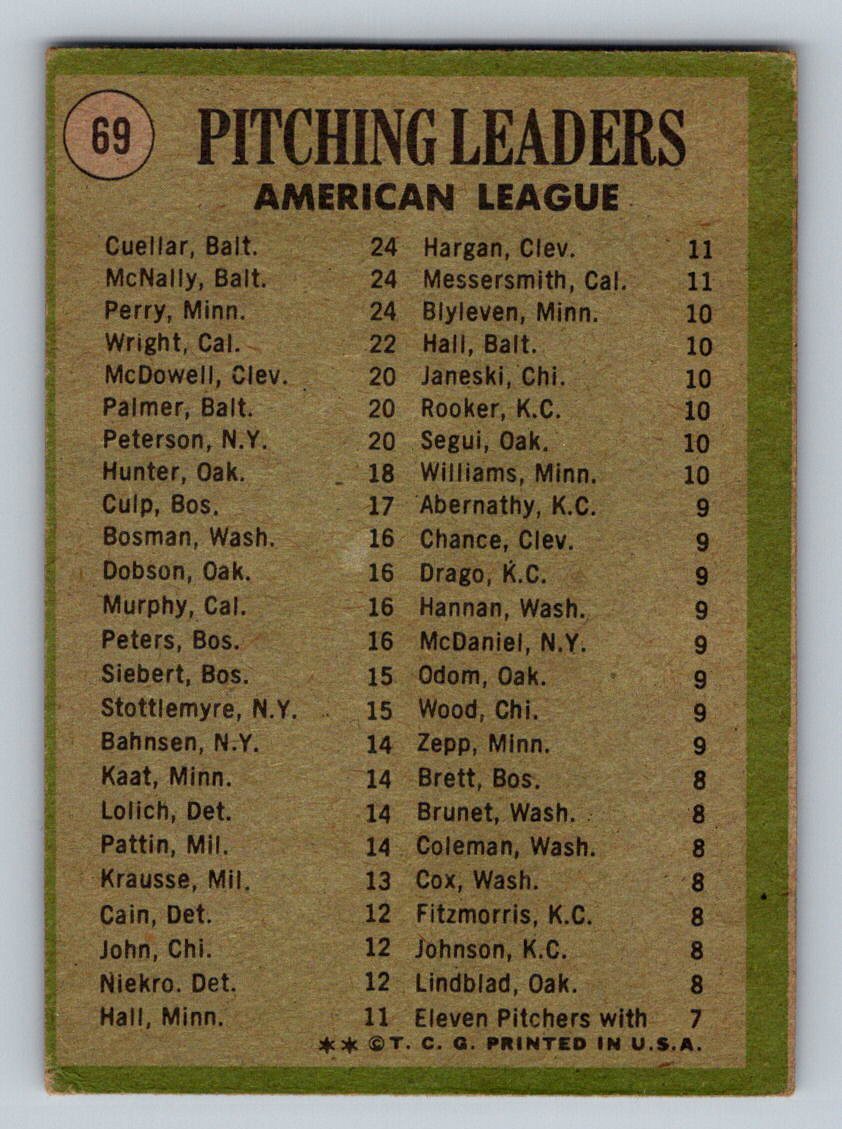 69
PITCHING LEADERS
AMERICAN LEAGUE
Cuellar, Balt. 24
McNally, Balt. 24
Perry, Minn. 24
Wright, Cal. 22
McDowell, Clev. 20
Palmer, Balt. 20
Peterson, N.Y. 20
Hunter, Oak. 18
Culp, Bos. 17
Bosman, Wash. 16
Dobson, Oak. 16
Murphy, Cal. 16
Peters, Bos. 16
Siebert, Bos. 15
Stottlemyre, N.Y. 15
Bahnsen, N.Y. 14
Kaat, Minn. 14
Lolich, Det. 14
Pattin, Mil. 14
Krausse, Mil. 13
Cain, Det. 12
John, Chi. 12
Niekro. Det. 12
Hall, Minn. 11
Hargan, Clev. 11
Messersmith, Cal. 11
Blyleven, Minn. 10
Hall, Balt. 10
Janeski, Chi. 10
Rooker, K.C. 10
Segui, Oak. 10
Williams, Minn. 10
Abernathy, K.C. 9
Chance, Clev. 9
Drago, K.C. 9
Hannan, Wash. 9
McDaniel, N.Y. 9
Odom, Oak. 9
Wood, Chi. 9
Zepp, Minn. 9
Brett, Bos. 8
Brunet, Wash. 8
Coleman, Wash. 8
Cox, Wash. 8
Fitzmorris, K.C. 8
Johnson, K.C. 8
Lindblad, Oak. 8
Eleven Pitchers with 7
** ©T. C. G. PRINTED IN U.S.A.